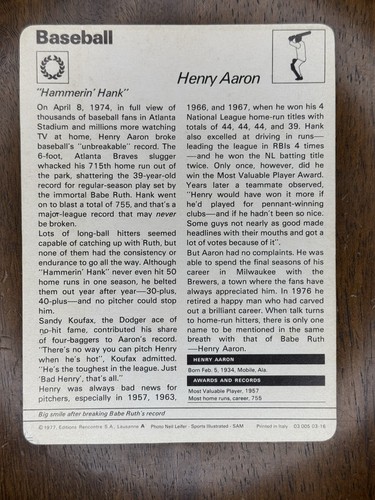 Baseball
Henry Aaron
"Hammerin' Hank"
On April 8, 1974, in full view of
thousands of baseball fans in Atlanta
Stadium and millions more watching
TV at home, Henry Aaron broke
baseball's "unbreakable" record. The
6-foot, Atlanta Braves slugger
whacked his 715th home run out of
the park, shattering the 39-year-old
record for regular-season play set by
the immortal Babe Ruth. Hank went
on to blast a total of 755, and that's a
major-league record that may never
be broken.
Lots of long-ball hitters seemed
capable of catching up with Ruth, but
none of them had the consistency or
endurance to go all the way. Although
"Hammerin' Hank" never even hit 50
home runs in one season, he belted
them out year after year—30-plus,
40-plus—and no pitcher could stop
him.
Sandy Koufax, the Dodger ace of
no-hit fame, contributed his share
of four-baggers to Aaron's record.
"There's no way you can pitch Henry
when he's hot", Koufax admitted.
"He's the toughest in the league. Just
'Bad Henry', that's all."
Henry was always bad news for
pitchers, especially in 1957, 1963,
1966, and 1967, when he won his 4
National League home-run titles with
totals of 44, 44, 44, and 39. Hank
also excelled at driving in runs—
leading the league in RBIs 4 times
—and he won the NL batting title
twice. Only once, however, did he
win the Most Valuable Player Award.
Years later a teammate observed,
"Henry would have won it more if
he'd played for pennant-winning
clubs—and if he hadn't been so nice.
Some guys not nearly as good made
headlines with their mouths and got a
lot of votes because of it".
But Aaron had no complaints. He was
able to spend the final seasons of his
career in Milwaukee with the
Brewers, a town where the fans have
always appreciated him. In 1976 he
retired a happy man who had carved
out a brilliant career. When talk turns
to home-run hitters, there is only one
name to be mentioned in the same
breath with that of Babe Ruth
—Henry Aaron.
HENRY AARON
Born Feb. 5, 1934, Mobile, Ala.
AWARDS AND RECORDS
Most Valuable Player, 1957
Most home runs, career, 755
Big smile after breaking Babe Ruth's record
© 1977, Editions Rencontre S.A., Lausanne A Photo Neil Leifer - Sports Illustrated - SAM Printed in Italy 03 005 03-16